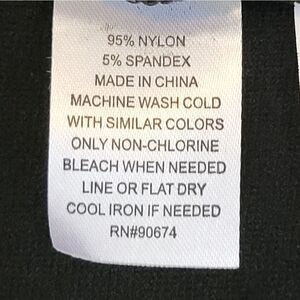 95% NYLON
5% SPANDEX
MADE IN CHINA
MACHINE WASH COLD
WITH SIMILAR COLORS
ONLY NON-CHLORINE
BLEACH WHEN NEEDED
LINE OR FLAT DRY
COOL IRON IF NEEDED
RN#90674